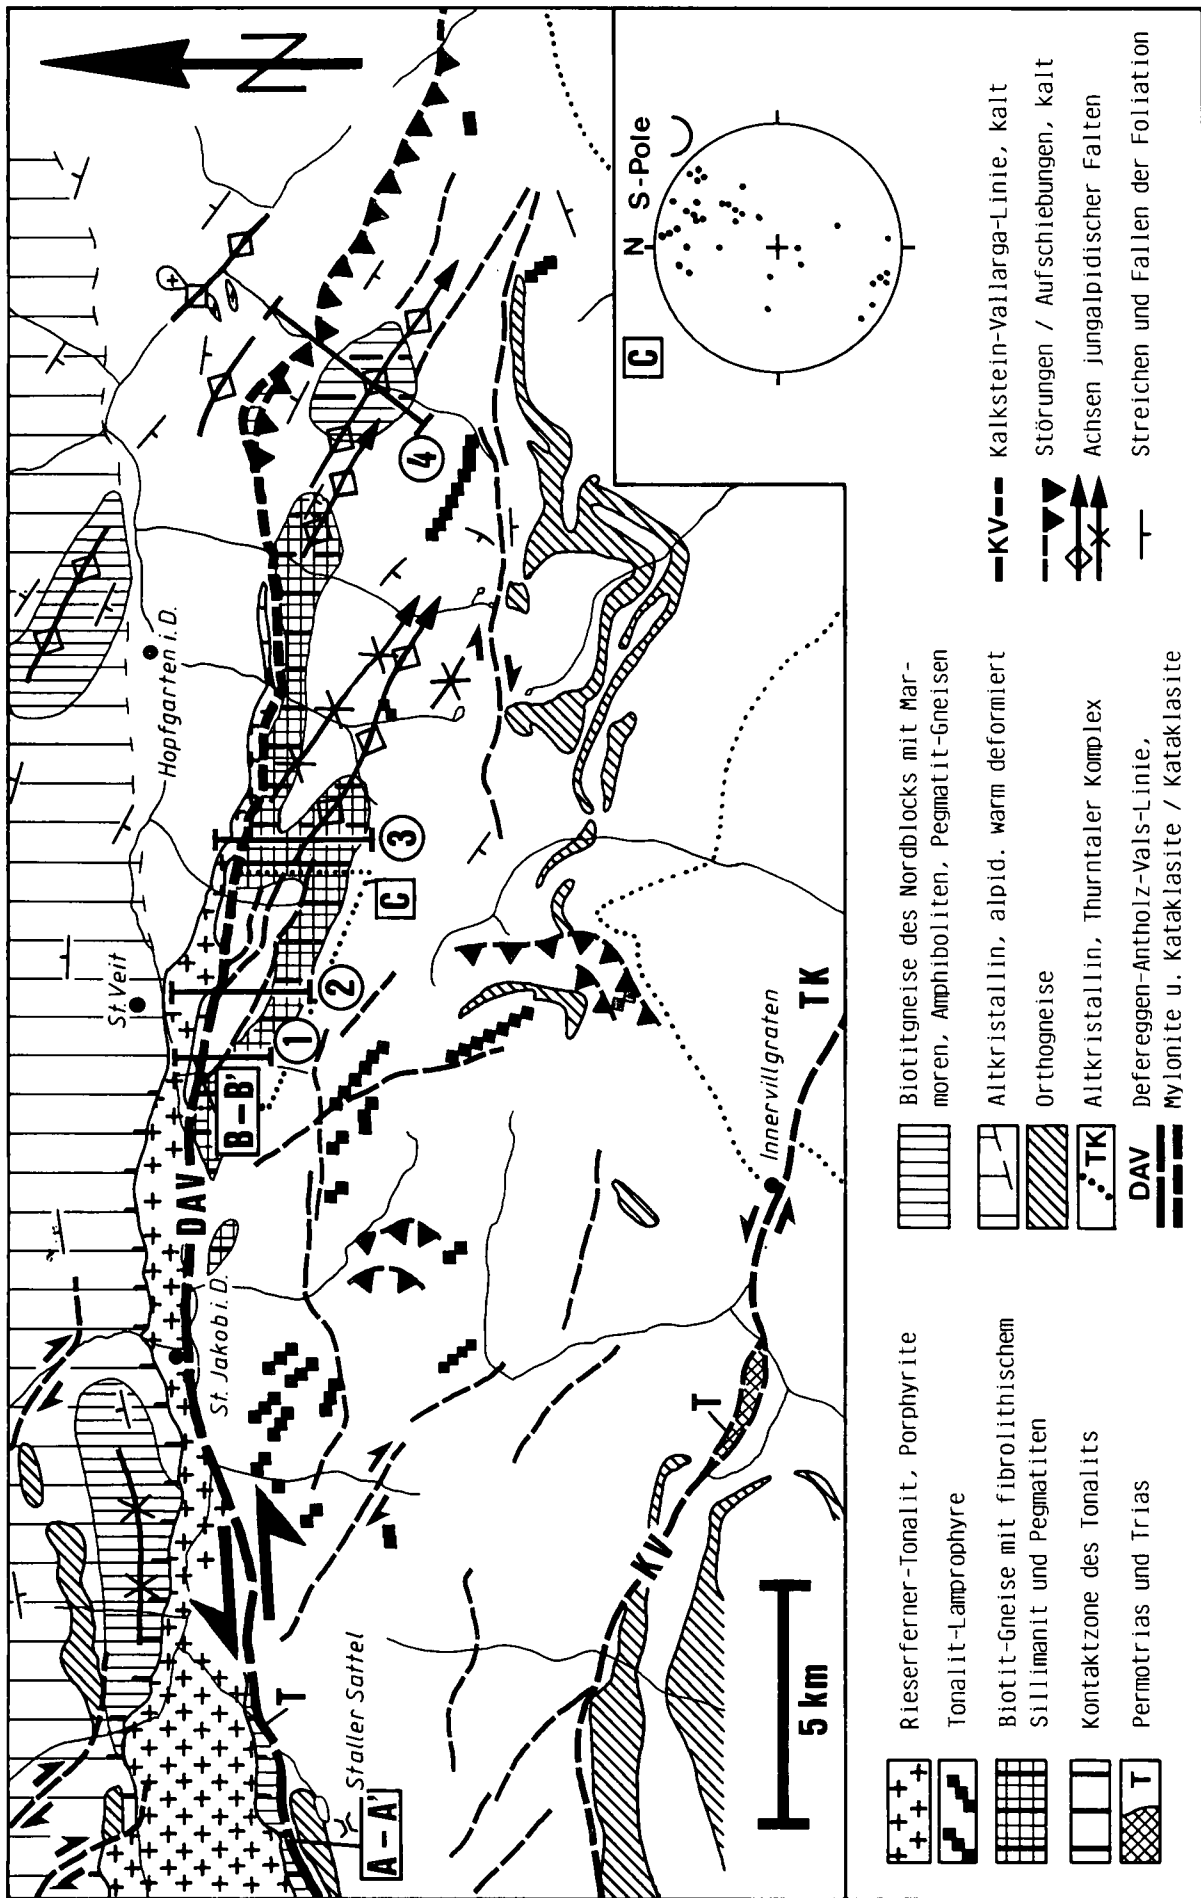 N
St. Veit
Hopfgarten i. D.
St. Jakob i. D.
DAV
B – B'
1
2
3
4
C
T
Staller Sattel
A – A'
KV
T
Innervillgraten
TK
5 km
C
N
S-Pole
Rieserferner-Tonalit, Porphyrite
Tonalit-Lamprophyre
Biotit-Gneise mit fibrolithischem
Sillimanit und Pegmatiten
Kontaktzone des Tonalits
T
Permotrias und Trias
Biotitgneise des Nordblocks mit Mar-
moren, Amphiboliten, Pegmatit-Gneisen
Altkristallin, alpid. warm deformiert
Orthogneise
TK
Altkristallin, Thurntaler Komplex
DAV
Defereggen-Antholz-Vals-Linie,
Mylonite u. Kataklasite / Kataklasite
KV
Kalkstein-Vallarga-Linie, kalt
Störungen / Aufschiebungen, kalt
Achsen jungalpidischer Falten
Streichen und Fallen der Foliation